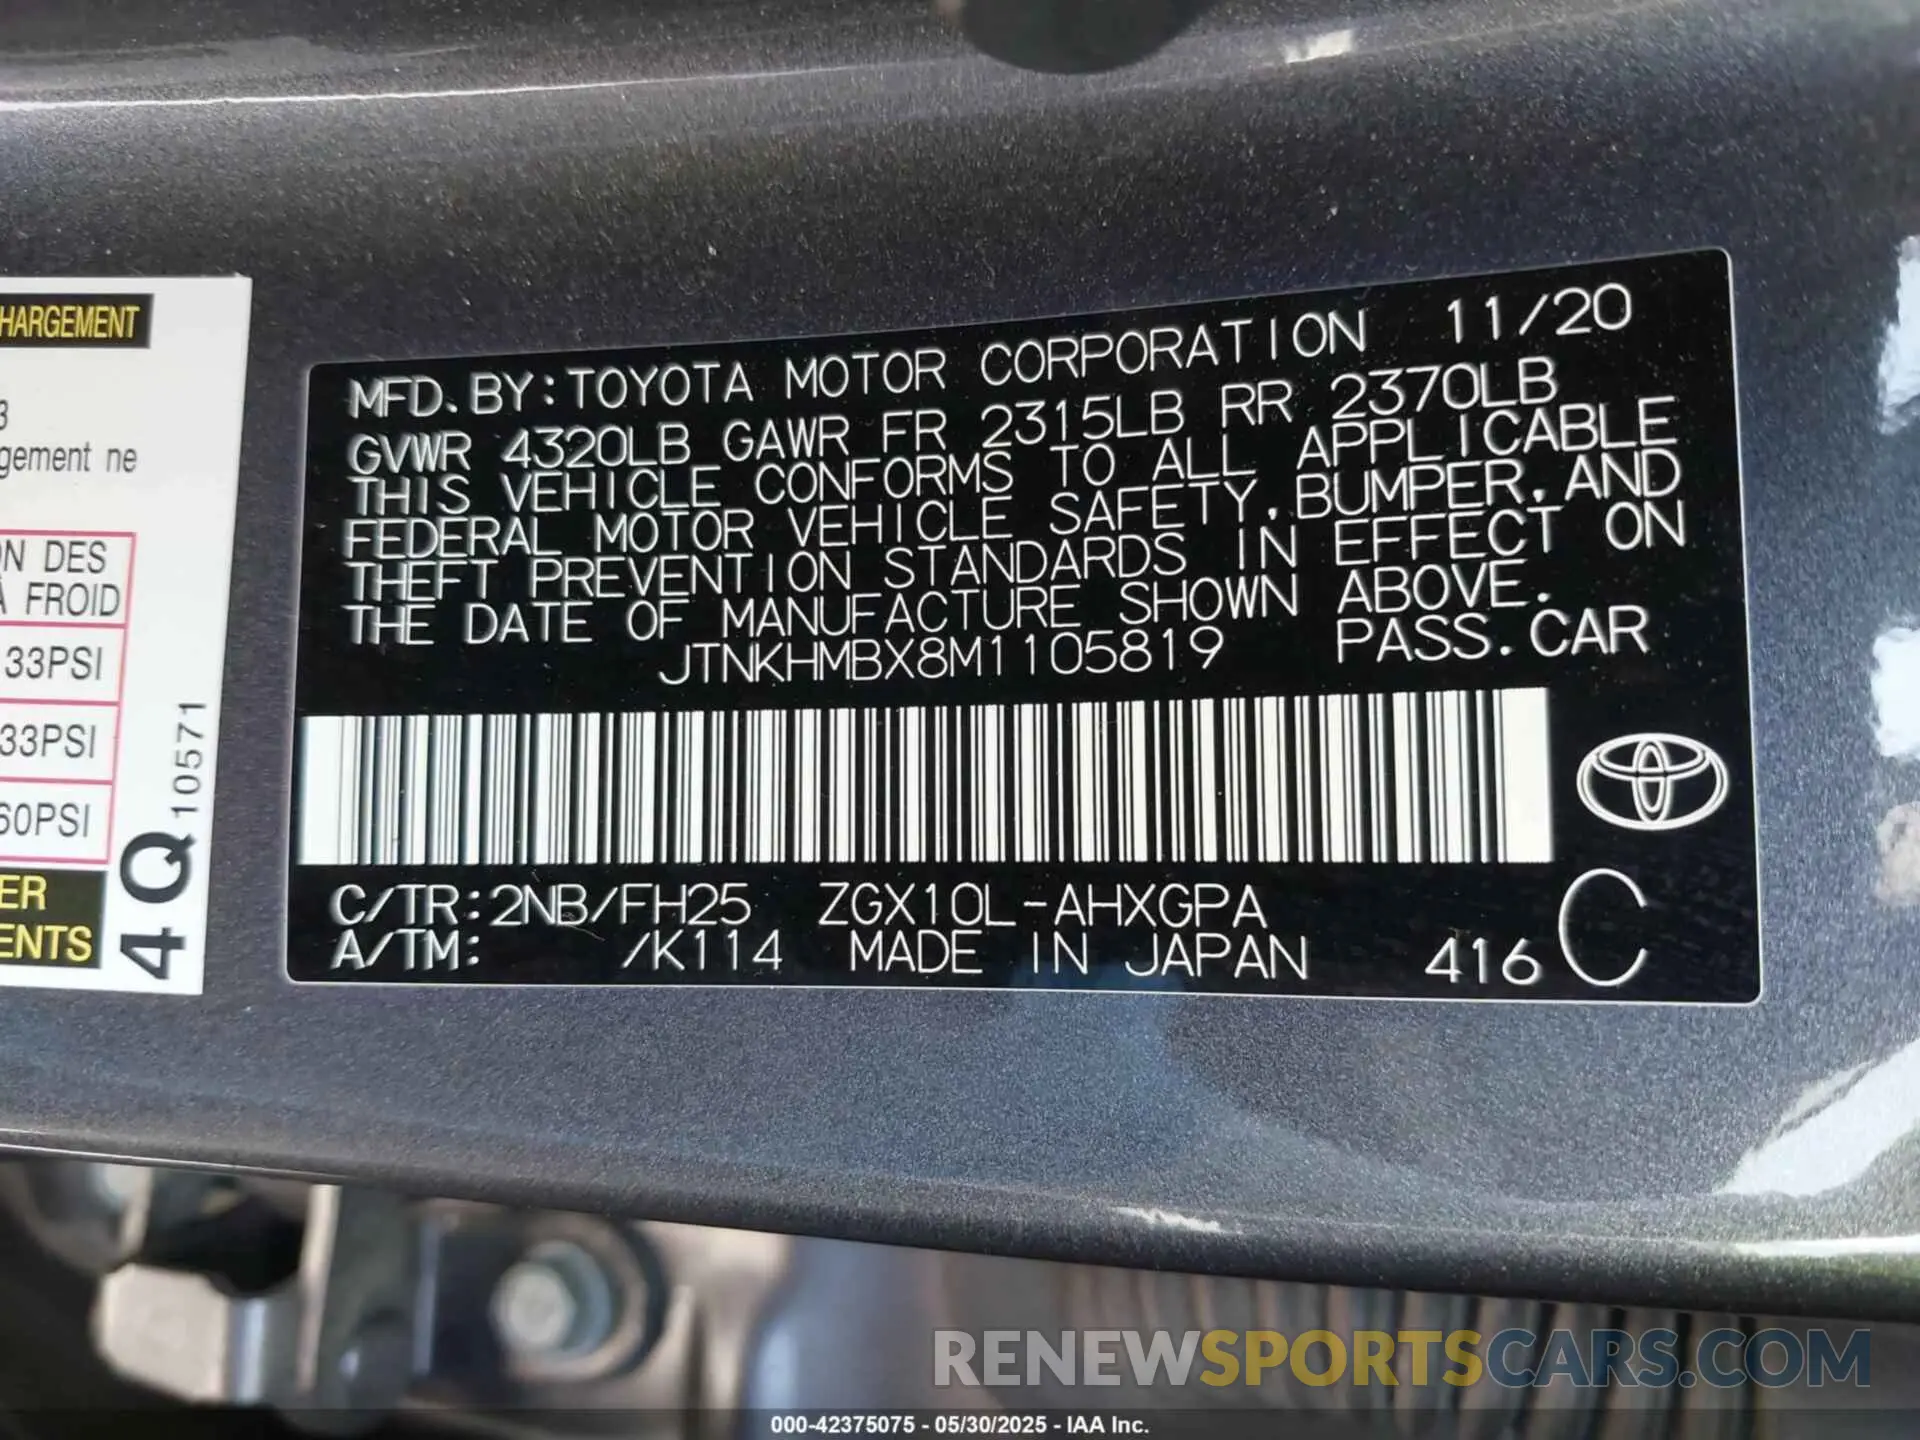 HARGEMENT
3
gement ne
ON DES
À FROID
33PSI
33PSI
60PSI
ER
ENTS
4Q 10571
MFD. BY: TOYOTA MOTOR CORPORATION 11/20
GVWR 4320LB GAWR FR 2315LB RR 2370LB
THIS VEHICLE CONFORMS TO ALL APPLICABLE
FEDERAL MOTOR VEHICLE SAFETY, BUMPER, AND
THEFT PREVENTION STANDARDS IN EFFECT ON
THE DATE OF MANUFACTURE SHOWN ABOVE.
JTNKHMBX8M1105819 PASS. CAR
C/TR: 2NB/FH25 ZGX10L-AHXGPA
A/TM: /K114 MADE IN JAPAN 416 C
RENEWSPORTSCARS.COM
000-42375075 - 05/30/2025 - IAA Inc.